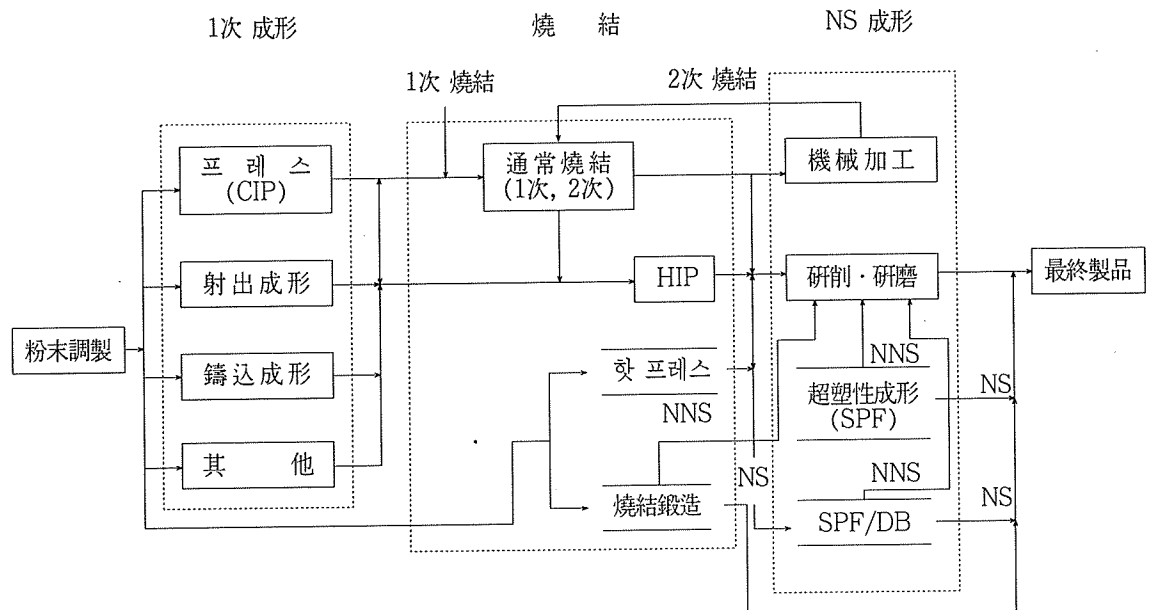 1次 成形
燒 結
NS 成形
1次 燒結
2次 燒結
프 레 스
(CIP)
通常燒結
(1次, 2次)
機械加工
射出成形
HIP
硏削·硏磨
最終製品
粉末調製
鑄込成形
핫 프레스
NNS
NNS
超塑性成形
(SPF)
NS
其 他
NS
NNS
燒結鍛造
SPF/DB
NS